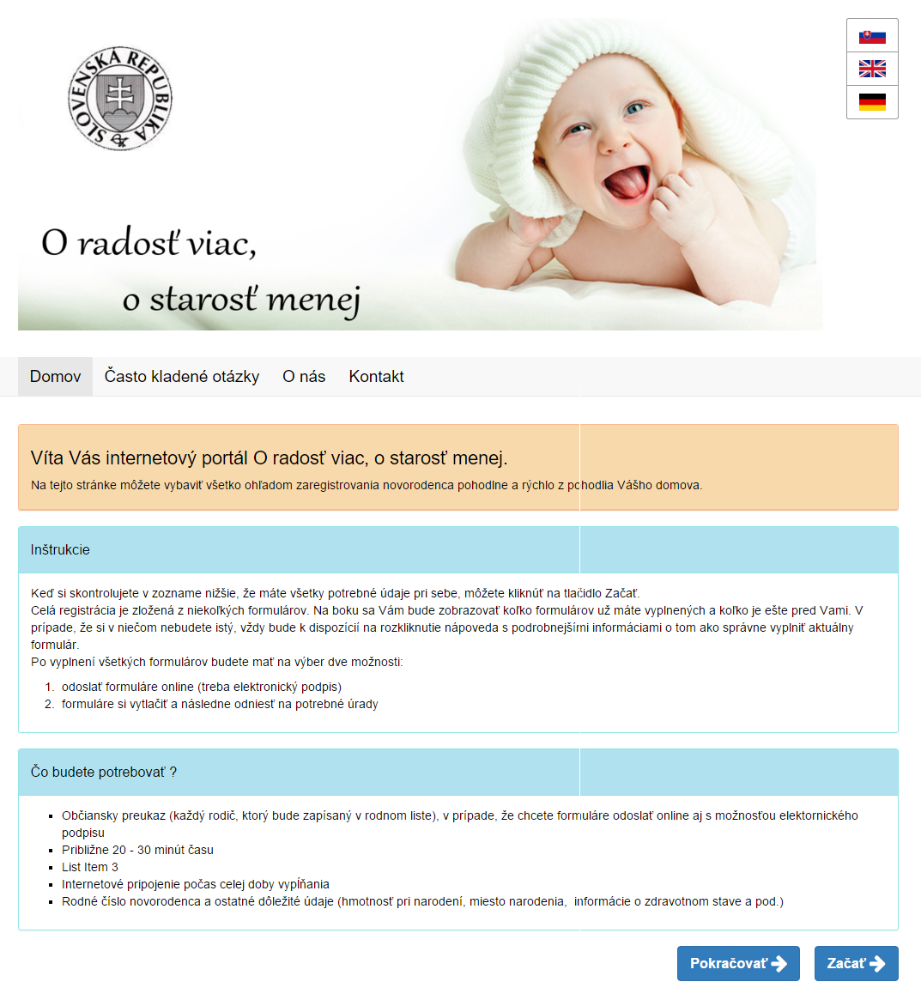 SLOVENSKÁ REPUBLIKA
O radosť viac,
o starosť menej
Domov Často kladené otázky O nás Kontakt
Víta Vás internetový portál O radosť viac, o starosť menej.
Na tejto stránke môžete vybaviť všetko ohľadom zaregistrovania novorodenca pohodlne a rýchlo z pohodlia Vášho domova.
Inštrukcie
Keď si skontrolujete v zozname nižšie, že máte všetky potrebné údaje pri sebe, môžete kliknúť na tlačidlo Začať.
Celá registrácia je zložená z niekoľkých formulárov. Na boku sa Vám bude zobrazovať koľko formulárov už máte vyplnených a koľko je ešte pred Vami. V
prípade, že si v niečom nebudete istý, vždy bude k dispozícií na rozkliknutie nápoveda s podrobnejšími informáciami o tom ako správne vyplniť aktuálny
formulár.
Po vyplnení všetkých formulárov budete mať na výber dve možnosti:
1. odoslať formuláre online (treba elektronický podpis)
2. formuláre si vytlačiť a následne odniesť na potrebné úrady
Čo budete potrebovať ?
▪ Občiansky preukaz (každý rodič, ktorý bude zapísaný v rodnom liste), v prípade, že chcete formuláre odoslať online aj s možnosťou elektornického
podpisu
▪ Približne 20 - 30 minút času
▪ List Item 3
▪ Internetové pripojenie počas celej doby vypĺňania
▪ Rodné číslo novorodenca a ostatné dôležité údaje (hmotnosť pri narodení, miesto narodenia, informácie o zdravotnom stave a pod.)
Pokračovať Začať